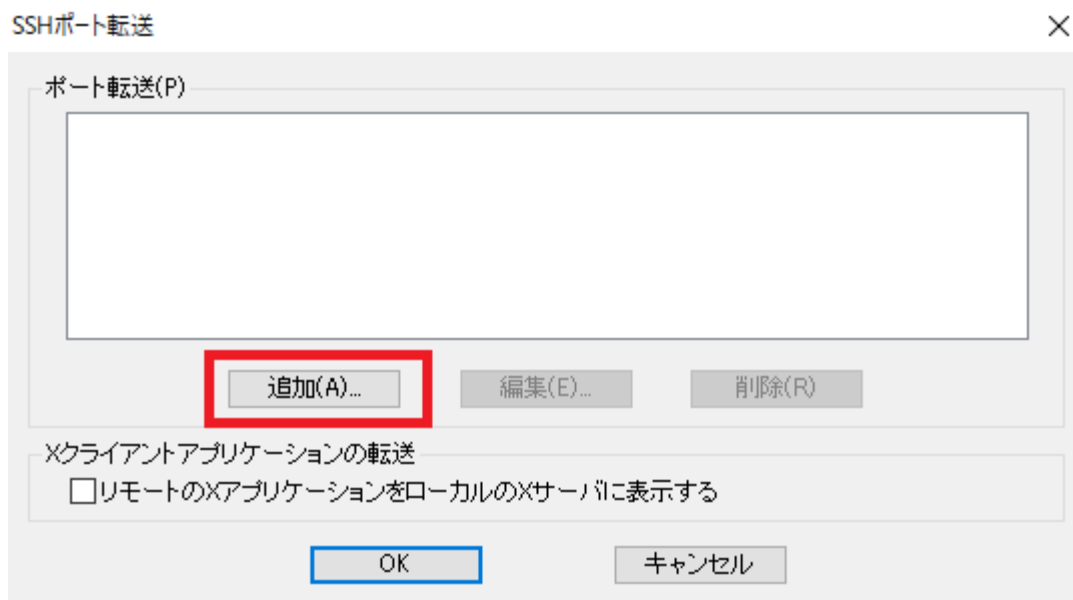 SSHポート転送
ポート転送(P)
追加(A)... 編集(E)... 削除(R)
Xクライアントアプリケーションの転送
リモートのXアプリケーションをローカルのXサーバに表示する
OK キャンセル